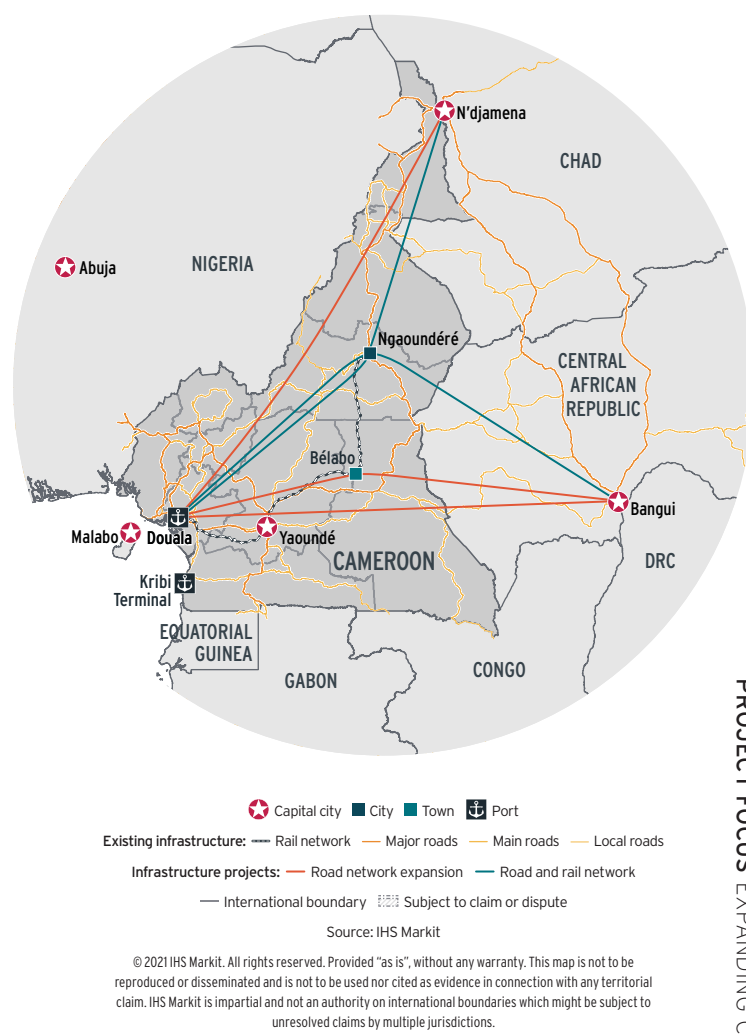 N'djamena
CHAD
Abuja
NIGERIA
Ngaoundéré
CENTRAL
AFRICAN
REPUBLIC
Bélabo
Bangui
Malabo
Douala
Yaoundé
DRC
CAMEROON
Kribi
Terminal
EQUATORIAL
GUINEA
CONGO
GABON
Capital city City Town Port
Existing infrastructure: Rail network Major roads Main roads Local roads
Infrastructure projects: Road network expansion Road and rail network
International boundary Subject to claim or dispute
Source: IHS Markit
© 2021 IHS Markit. All rights reserved. Provided “as is”, without any warranty. This map is not to be
reproduced or disseminated and is not to be used nor cited as evidence in connection with any territorial
claim. IHS Markit is impartial and not an authority on international boundaries which might be subject to
unresolved claims by multiple jurisdictions.
PROJECT FOCUS EXPANDING